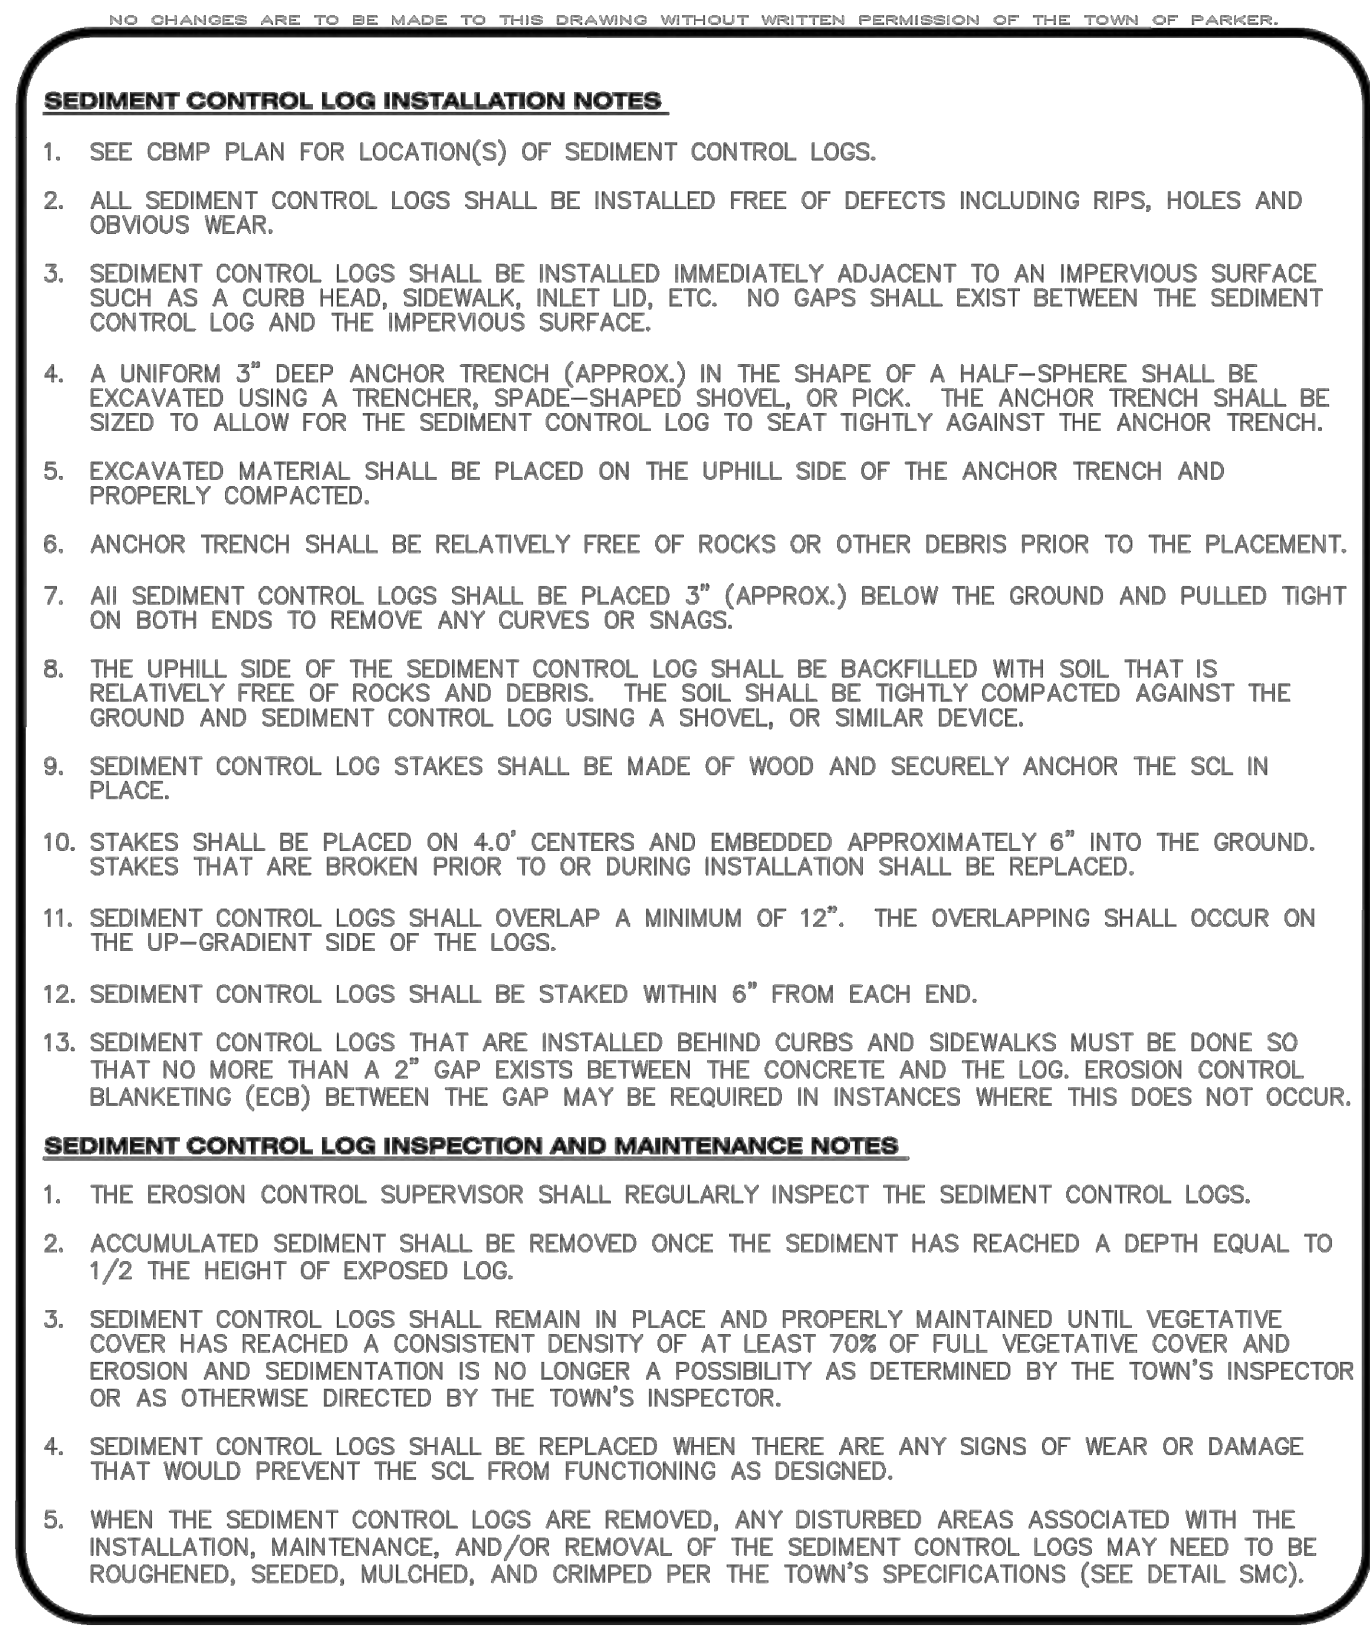 NO CHANGES ARE TO BE MADE TO THIS DRAWING WITHOUT WRITTEN PERMISSION OF THE TOWN OF PARKER.
SEDIMENT CONTROL LOG INSTALLATION NOTES
1. SEE CBMP PLAN FOR LOCATION(S) OF SEDIMENT CONTROL LOGS.
2. ALL SEDIMENT CONTROL LOGS SHALL BE INSTALLED FREE OF DEFECTS INCLUDING RIPS, HOLES AND
OBVIOUS WEAR.
3. SEDIMENT CONTROL LOGS SHALL BE INSTALLED IMMEDIATELY ADJACENT TO AN IMPERVIOUS SURFACE
SUCH AS A CURB HEAD, SIDEWALK, INLET LID, ETC. NO GAPS SHALL EXIST BETWEEN THE SEDIMENT
CONTROL LOG AND THE IMPERVIOUS SURFACE.
4. A UNIFORM 3" DEEP ANCHOR TRENCH (APPROX.) IN THE SHAPE OF A HALF-SPHERE SHALL BE
EXCAVATED USING A TRENCHER, SPADE-SHAPED SHOVEL, OR PICK. THE ANCHOR TRENCH SHALL BE
SIZED TO ALLOW FOR THE SEDIMENT CONTROL LOG TO SEAT TIGHTLY AGAINST THE ANCHOR TRENCH.
5. EXCAVATED MATERIAL SHALL BE PLACED ON THE UPHILL SIDE OF THE ANCHOR TRENCH AND
PROPERLY COMPACTED.
6. ANCHOR TRENCH SHALL BE RELATIVELY FREE OF ROCKS OR OTHER DEBRIS PRIOR TO THE PLACEMENT.
7. All SEDIMENT CONTROL LOGS SHALL BE PLACED 3" (APPROX.) BELOW THE GROUND AND PULLED TIGHT
ON BOTH ENDS TO REMOVE ANY CURVES OR SNAGS.
8. THE UPHILL SIDE OF THE SEDIMENT CONTROL LOG SHALL BE BACKFILLED WITH SOIL THAT IS
RELATIVELY FREE OF ROCKS AND DEBRIS. THE SOIL SHALL BE TIGHTLY COMPACTED AGAINST THE
GROUND AND SEDIMENT CONTROL LOG USING A SHOVEL, OR SIMILAR DEVICE.
9. SEDIMENT CONTROL LOG STAKES SHALL BE MADE OF WOOD AND SECURELY ANCHOR THE SCL IN
PLACE.
10. STAKES SHALL BE PLACED ON 4.0' CENTERS AND EMBEDDED APPROXIMATELY 6" INTO THE GROUND.
STAKES THAT ARE BROKEN PRIOR TO OR DURING INSTALLATION SHALL BE REPLACED.
11. SEDIMENT CONTROL LOGS SHALL OVERLAP A MINIMUM OF 12". THE OVERLAPPING SHALL OCCUR ON
THE UP-GRADIENT SIDE OF THE LOGS.
12. SEDIMENT CONTROL LOGS SHALL BE STAKED WITHIN 6" FROM EACH END.
13. SEDIMENT CONTROL LOGS THAT ARE INSTALLED BEHIND CURBS AND SIDEWALKS MUST BE DONE SO
THAT NO MORE THAN A 2" GAP EXISTS BETWEEN THE CONCRETE AND THE LOG. EROSION CONTROL
BLANKETING (ECB) BETWEEN THE GAP MAY BE REQUIRED IN INSTANCES WHERE THIS DOES NOT OCCUR.
SEDIMENT CONTROL LOG INSPECTION AND MAINTENANCE NOTES
1. THE EROSION CONTROL SUPERVISOR SHALL REGULARLY INSPECT THE SEDIMENT CONTROL LOGS.
2. ACCUMULATED SEDIMENT SHALL BE REMOVED ONCE THE SEDIMENT HAS REACHED A DEPTH EQUAL TO
1/2 THE HEIGHT OF EXPOSED LOG.
3. SEDIMENT CONTROL LOGS SHALL REMAIN IN PLACE AND PROPERLY MAINTAINED UNTIL VEGETATIVE
COVER HAS REACHED A CONSISTENT DENSITY OF AT LEAST 70% OF FULL VEGETATIVE COVER AND
EROSION AND SEDIMENTATION IS NO LONGER A POSSIBILITY AS DETERMINED BY THE TOWN'S INSPECTOR
OR AS OTHERWISE DIRECTED BY THE TOWN'S INSPECTOR.
4. SEDIMENT CONTROL LOGS SHALL BE REPLACED WHEN THERE ARE ANY SIGNS OF WEAR OR DAMAGE
THAT WOULD PREVENT THE SCL FROM FUNCTIONING AS DESIGNED.
5. WHEN THE SEDIMENT CONTROL LOGS ARE REMOVED, ANY DISTURBED AREAS ASSOCIATED WITH THE
INSTALLATION, MAINTENANCE, AND/OR REMOVAL OF THE SEDIMENT CONTROL LOGS MAY NEED TO BE
ROUGHENED, SEEDED, MULCHED, AND CRIMPED PER THE TOWN'S SPECIFICATIONS (SEE DETAIL SMC).